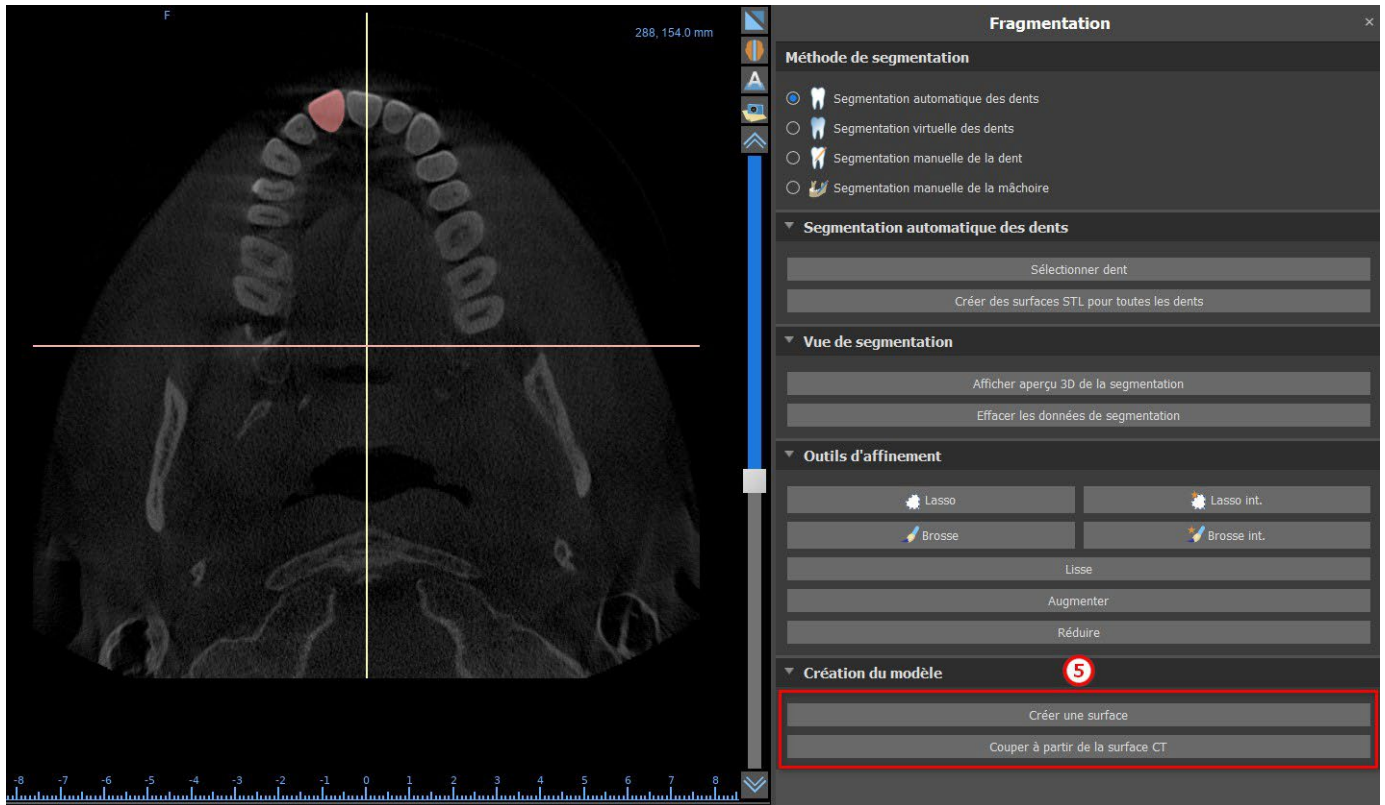 F
288, 154.0 mm
A
-8 -7 -6 -5 -4 -3 -2 -1 0 1 2 3 4 5 6 7 8
Fragmentation ×
Méthode de segmentation
Segmentation automatique des dents
Segmentation virtuelle des dents
Segmentation manuelle de la dent
Segmentation manuelle de la mâchoire
Segmentation automatique des dents
Sélectionner dent
Créer des surfaces STL pour toutes les dents
Vue de segmentation
Afficher aperçu 3D de la segmentation
Effacer les données de segmentation
Outils d'affinement
Lasso Lasso int.
Brosse Brosse int.
Lisse
Augmenter
Réduire
Création du modèle 5
Créer une surface
Couper à partir de la surface CT